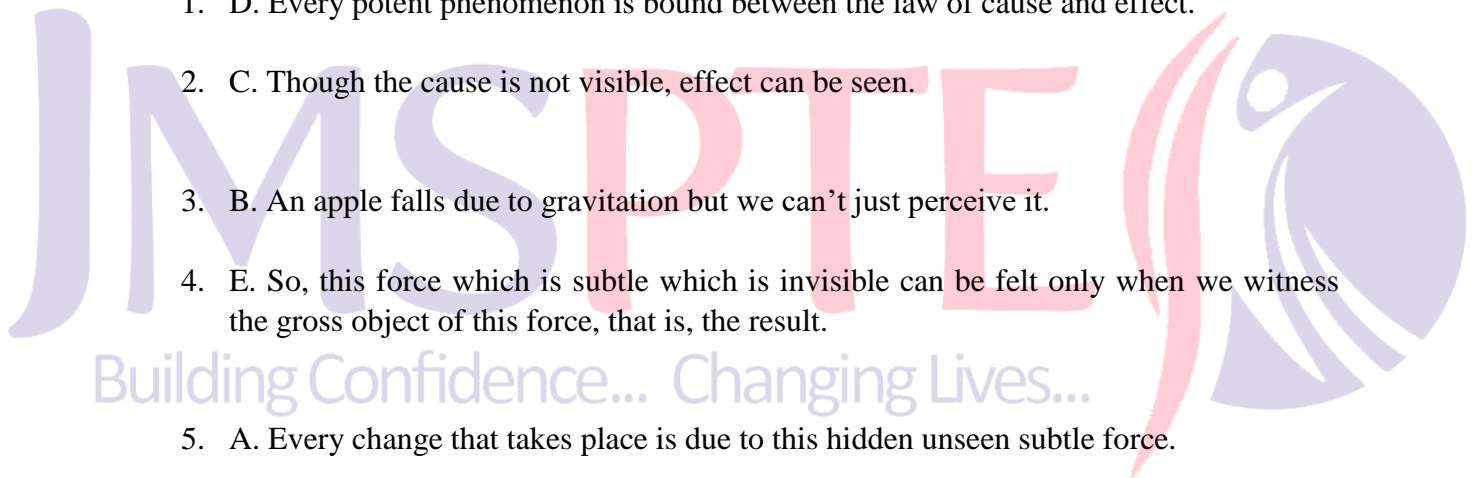 1. D. Every potent phenomenon is bound between the law of cause and effect.
2. C. Though the cause is not visible, effect can be seen.
3. B. An apple falls due to gravitation but we can't just perceive it.
4. E. So, this force which is subtle which is invisible can be felt only when we witness
the gross object of this force, that is, the result.
5. A. Every change that takes place is due to this hidden unseen subtle force.
JMSPTE
Building Confidence... Changing Lives...